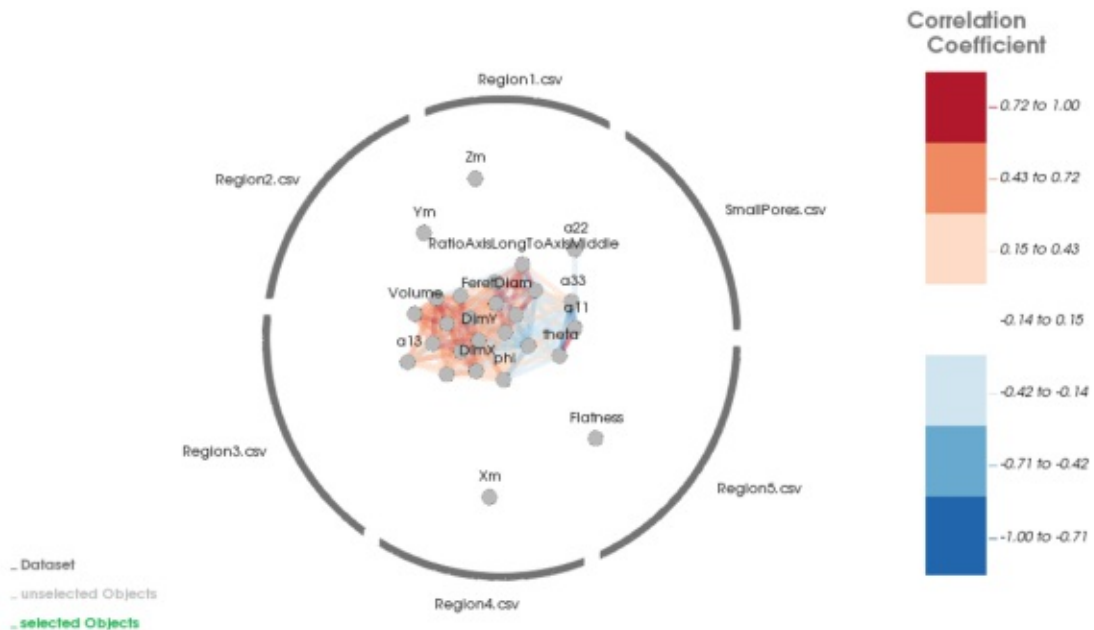 Correlation
Coefficient
0.72 to 1.00
0.43 to 0.72
0.15 to 0.43
-0.14 to 0.15
-0.42 to -0.14
-0.71 to -0.42
-1.00 to -0.71
Region1.csv
Region2.csv
SmallPores.csv
Zm
Ym
a22
RatioAxisLongToAxisMiddle
FeretDiam
a33
Volume
a11
DimY
theta
a13
DimX
phi
Flatness
Region3.csv
Xm
Region5.csv
Region4.csv
_ Dataset
_ unselected Objects
_ selected Objects